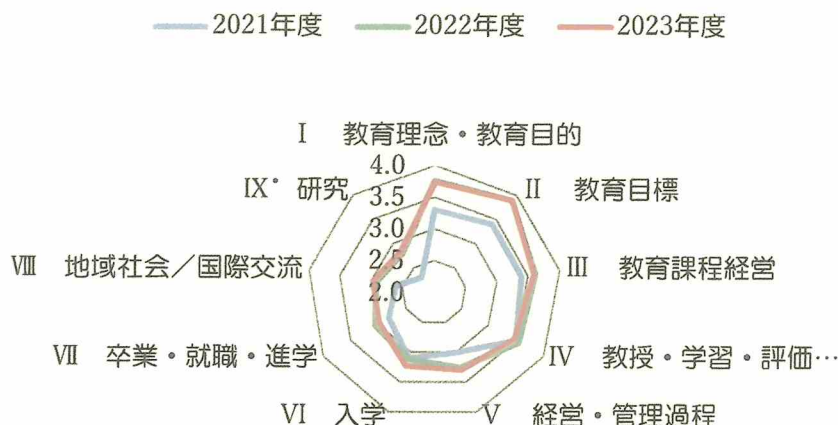 2021年度 2022年度 2023年度
I 教育理念・教育目的
4.0
IX 研究
3.5
II 教育目標
3.0
VIII 地域社会／国際交流
2.5
III 教育課程経営
2.0
VII 卒業・就職・進学
IV 教授・学習・評価…
VI 入学
V 経営・管理過程